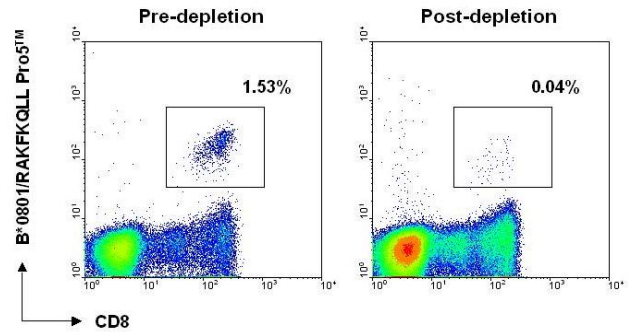 Pre-depletion
Post-depletion
B*0801/RAKFKQLL Pro5™
10⁴
10³
10²
10¹
10⁰
1.53%
10⁰ 10¹ 10² 10³ 10⁴
10⁴
10³
10²
10¹
10⁰
0.04%
10⁰ 10¹ 10² 10³ 10⁴
CD8